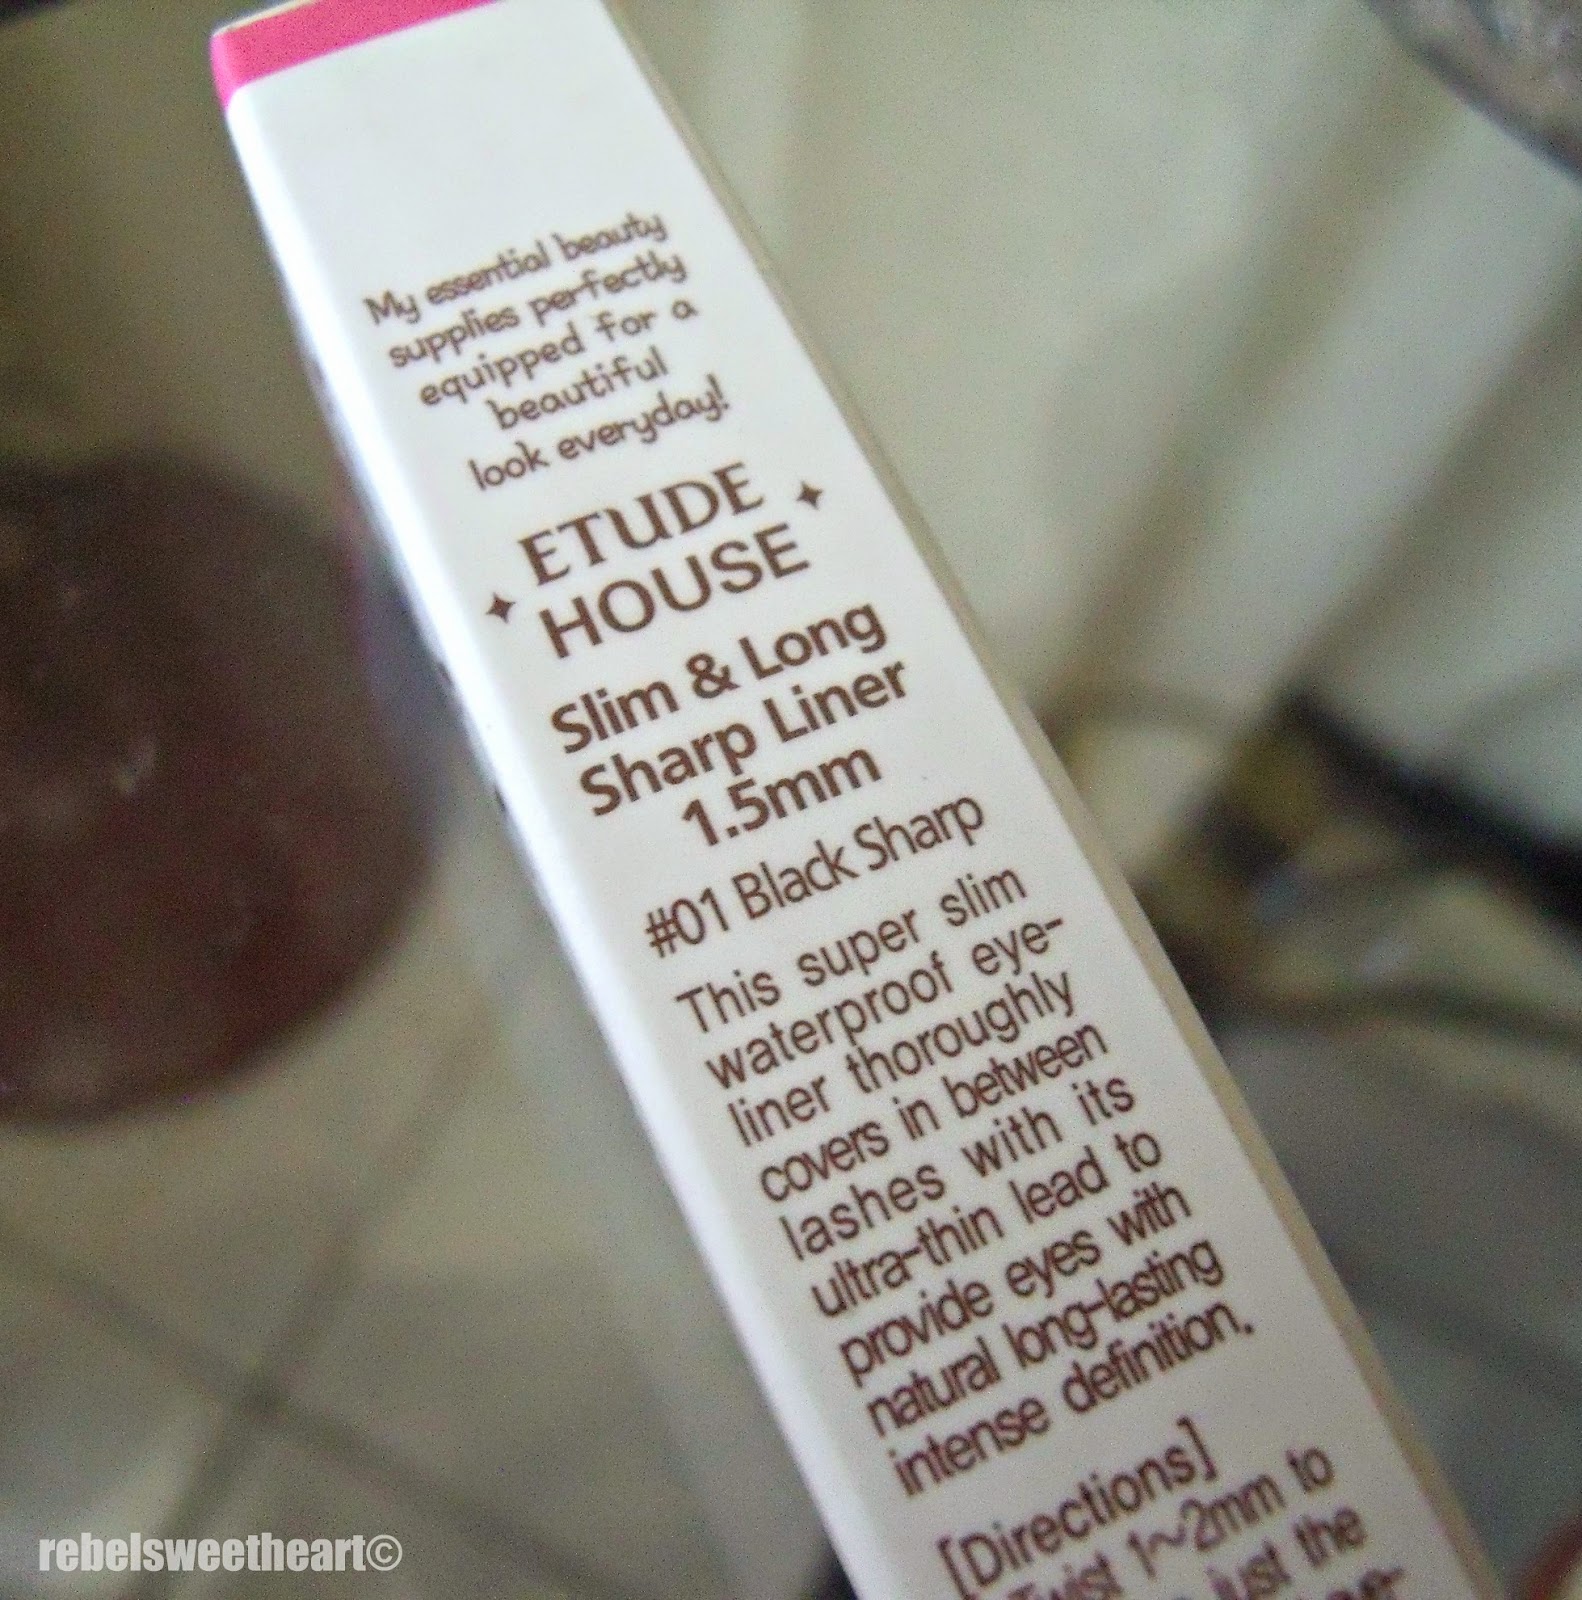 My essential beauty
supplies perfectly
equipped for a
beautiful
look everyday!
ETUDE
HOUSE
Slim & Long
Sharp Liner
1.5mm
#01 Black Sharp
This super slim
waterproof eye-
liner thoroughly
covers in between
lashes with its
ultra-thin lead to
provide eyes with
natural long-lasting
intense definition.
[Directions]
Twist 1~2mm to
just the
rebelsweetheart©